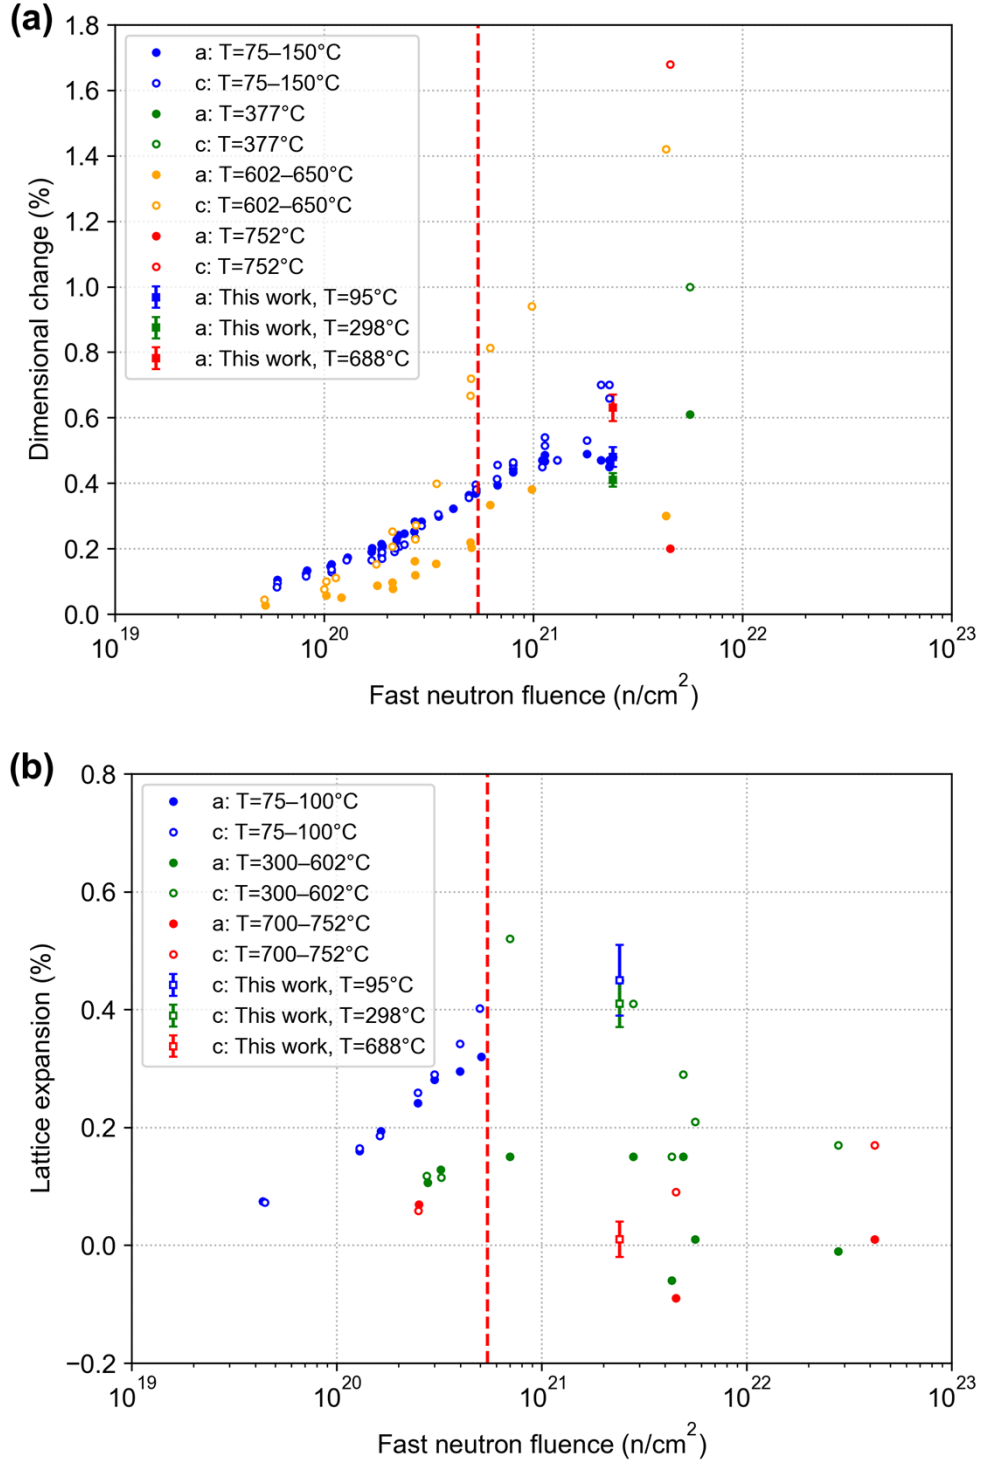 (a)
1.8
1.6
1.4
1.2
1.0
0.8
0.6
0.4
0.2
0.0
Dimensional change (%)
a: T=75–150°C
c: T=75–150°C
a: T=377°C
c: T=377°C
a: T=602–650°C
c: T=602–650°C
a: T=752°C
c: T=752°C
a: This work, T=95°C
a: This work, T=298°C
a: This work, T=688°C
10^19 10^20 10^21 10^22 10^23
Fast neutron fluence (n/cm^2)
(b)
0.8
0.6
0.4
0.2
0.0
−0.2
Lattice expansion (%)
a: T=75–100°C
c: T=75–100°C
a: T=300–602°C
c: T=300–602°C
a: T=700–752°C
c: T=700–752°C
c: This work, T=95°C
c: This work, T=298°C
c: This work, T=688°C
10^19 10^20 10^21 10^22 10^23
Fast neutron fluence (n/cm^2)